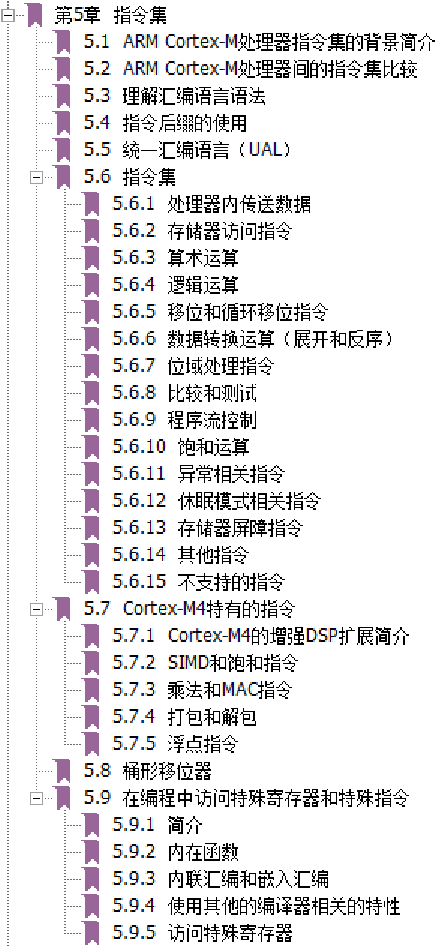 第5章 指令集
5.1 ARM Cortex-M处理器指令集的背景简介
5.2 ARM Cortex-M处理器间的指令集比较
5.3 理解汇编语言语法
5.4 指令后缀的使用
5.5 统一汇编语言（UAL）
5.6 指令集
5.6.1 处理器内传送数据
5.6.2 存储器访问指令
5.6.3 算术运算
5.6.4 逻辑运算
5.6.5 移位和循环移位指令
5.6.6 数据转换运算（展开和反序）
5.6.7 位域处理指令
5.6.8 比较和测试
5.6.9 程序流控制
5.6.10 饱和运算
5.6.11 异常相关指令
5.6.12 休眠模式相关指令
5.6.13 存储器屏障指令
5.6.14 其他指令
5.6.15 不支持的指令
5.7 Cortex-M4特有的指令
5.7.1 Cortex-M4的增强DSP扩展简介
5.7.2 SIMD和饱和指令
5.7.3 乘法和MAC指令
5.7.4 打包和解包
5.7.5 浮点指令
5.8 桶形移位器
5.9 在编程中访问特殊寄存器和特殊指令
5.9.1 简介
5.9.2 内在函数
5.9.3 内联汇编和嵌入汇编
5.9.4 使用其他的编译器相关的特性
5.9.5 访问特殊寄存器